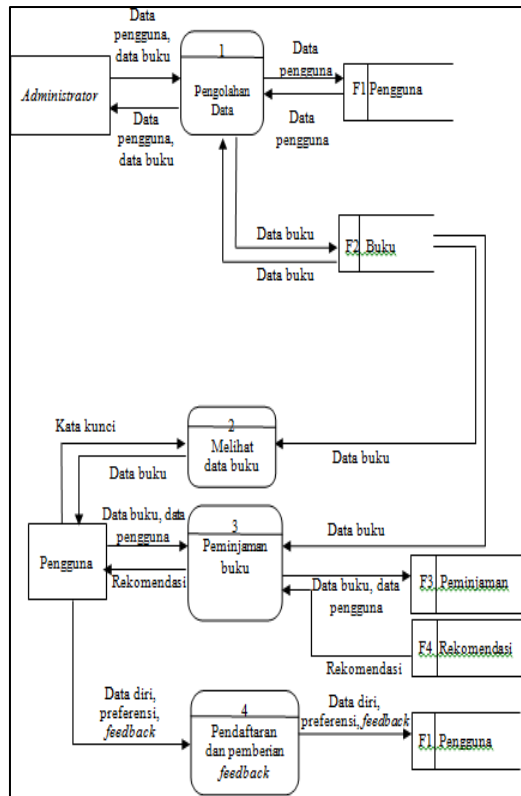 Data
pengguna,
data buku
1
Pengolahan
Data
Data
pengguna
F1 Pengguna
Administrator
Data
pengguna,
data buku
Data
pengguna
Data buku
F2 Buku
Data buku
Kata kunci
2
Melihat
data buku
Data buku
Data buku
Data buku, data
pengguna
3
Peminjaman
buku
Data buku
Pengguna
Rekomendasi
Data buku, data
pengguna
F3 Peminjaman
F4 Rekomendasi
Rekomendasi
Data diri,
preferensi,
feedback
4
Pendaftaran
dan pemberian
feedback
Data diri,
preferensi, feedback
F1 Pengguna